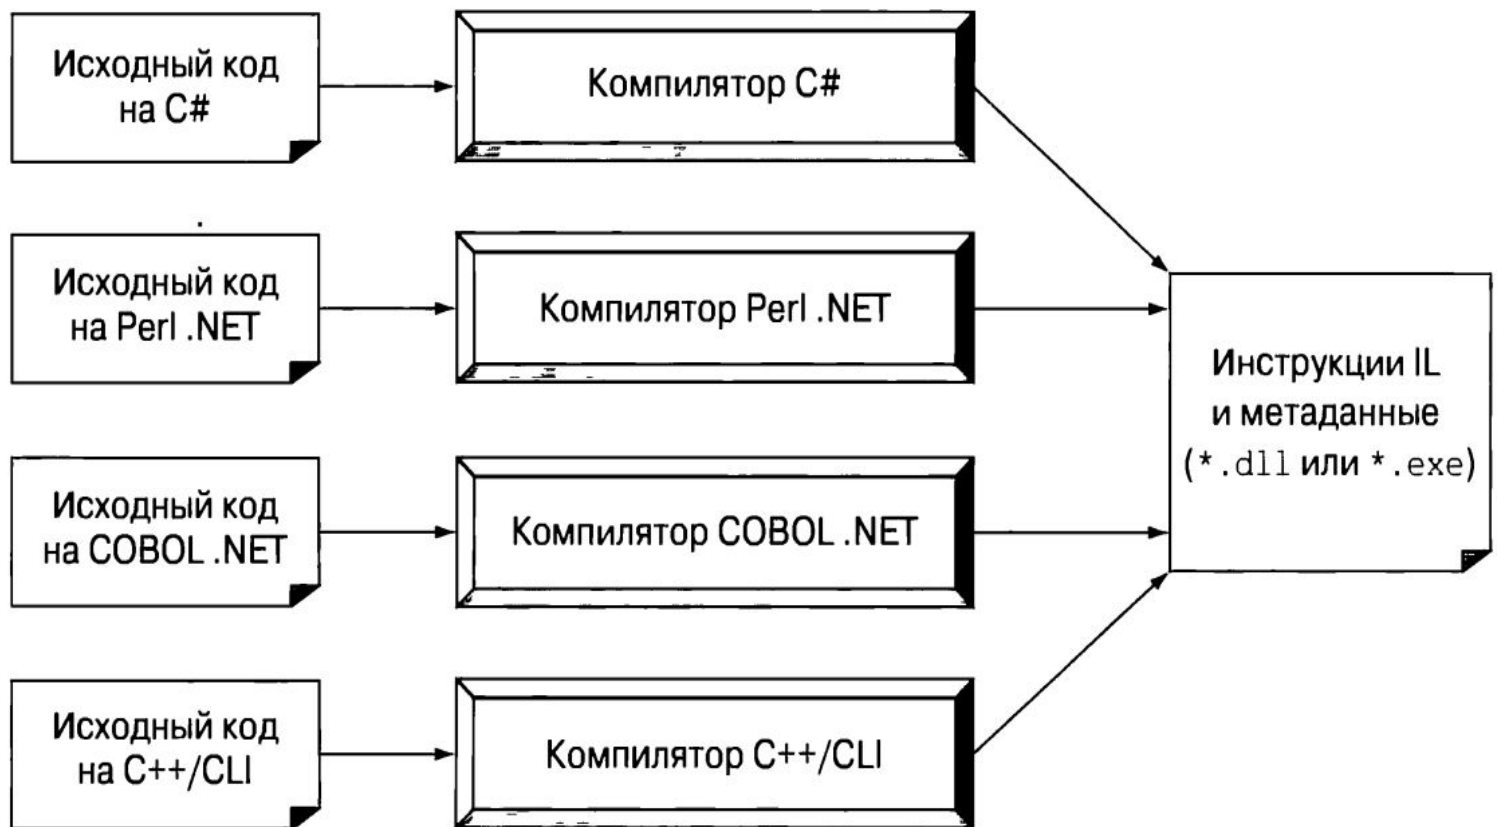 Исходный код
на C#
Компилятор C#
Исходный код
на Perl .NET
Компилятор Perl .NET
Инструкции IL
и метаданные
(*.dll или *.exe)
Исходный код
на COBOL .NET
Компилятор COBOL .NET
Исходный код
на C++/CLI
Компилятор C++/CLI